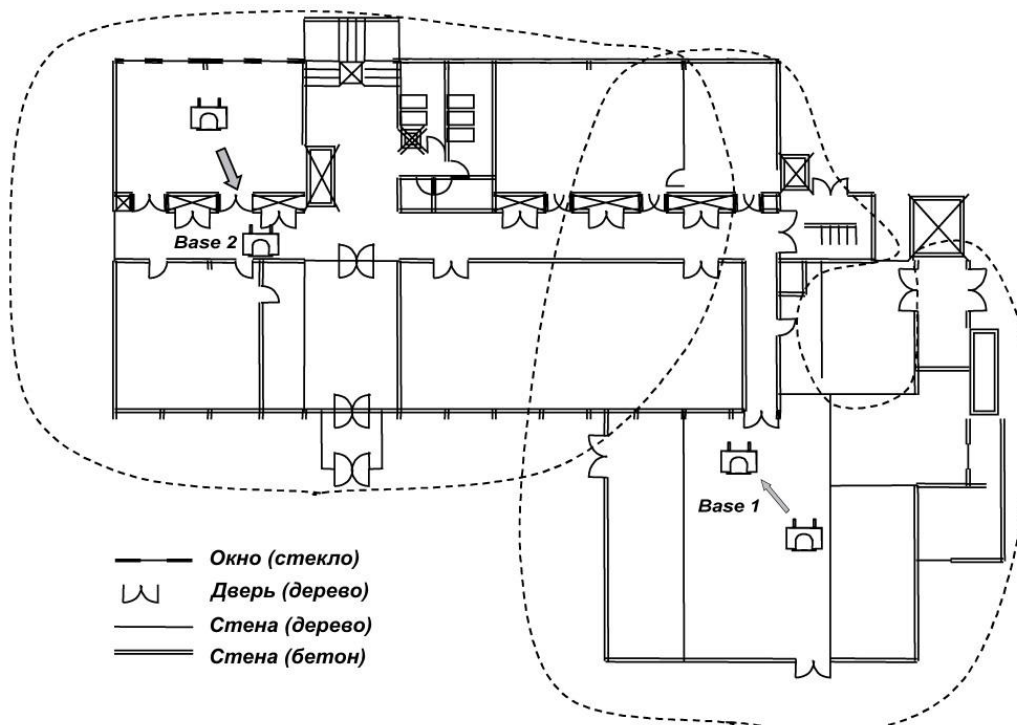 Base 2
Base 1
Окно (стекло)
Дверь (дерево)
Стена (дерево)
Стена (бетон)